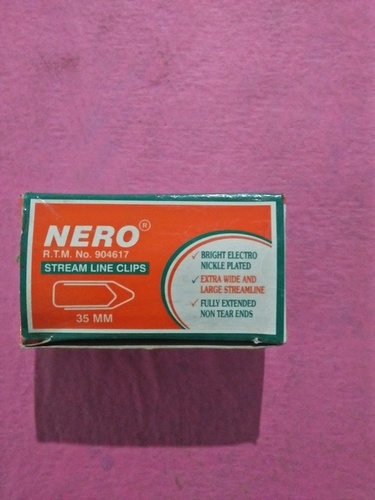 NERO®
R.T.M. No. 904617
STREAM LINE CLIPS
35 MM
✓ BRIGHT ELECTRO
NICKLE PLATED
✓ EXTRA WIDE AND
LARGE STREAMLINE
✓ FULLY EXTENDED
NON TEAR ENDS